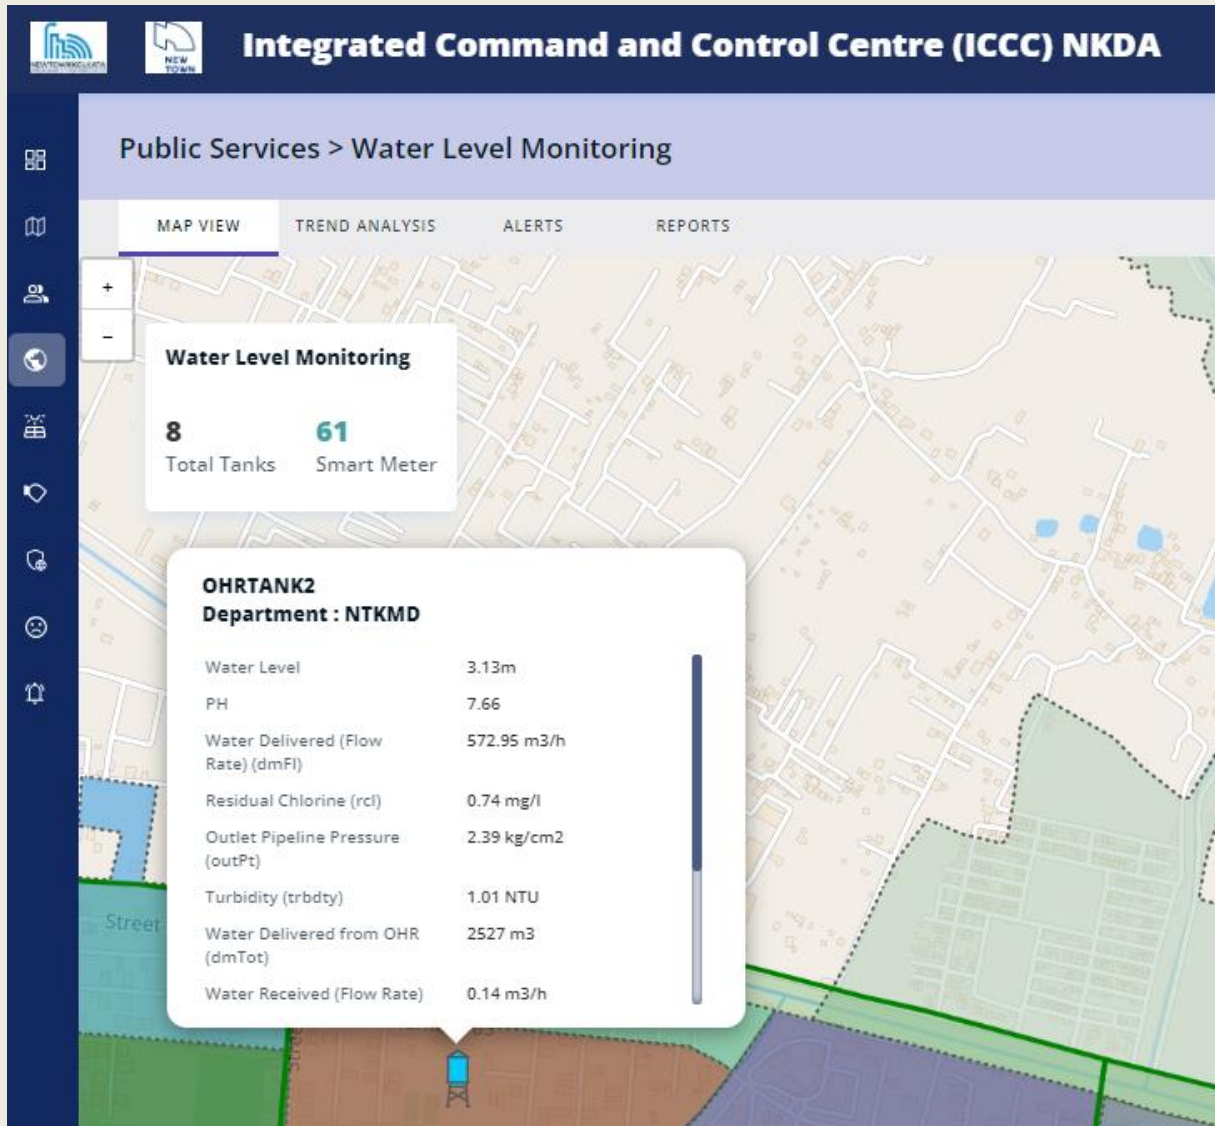 NEWTOWNKOLKATA
NEW
TOWN
Integrated Command and Control Centre (ICCC) NKDA
Public Services > Water Level Monitoring
MAP VIEW
TREND ANALYSIS
ALERTS
REPORTS
+
−
Water Level Monitoring
8
Total Tanks
61
Smart Meter
OHRTANK2
Department : NTKMD
Water Level 3.13m
PH 7.66
Water Delivered (Flow 572.95 m3/h
Rate) (dmFl)
Residual Chlorine (rcl) 0.74 mg/l
Outlet Pipeline Pressure 2.39 kg/cm2
(outPt)
Turbidity (trbdty) 1.01 NTU
Water Delivered from OHR 2527 m3
(dmTot)
Water Received (Flow Rate) 0.14 m3/h
Street